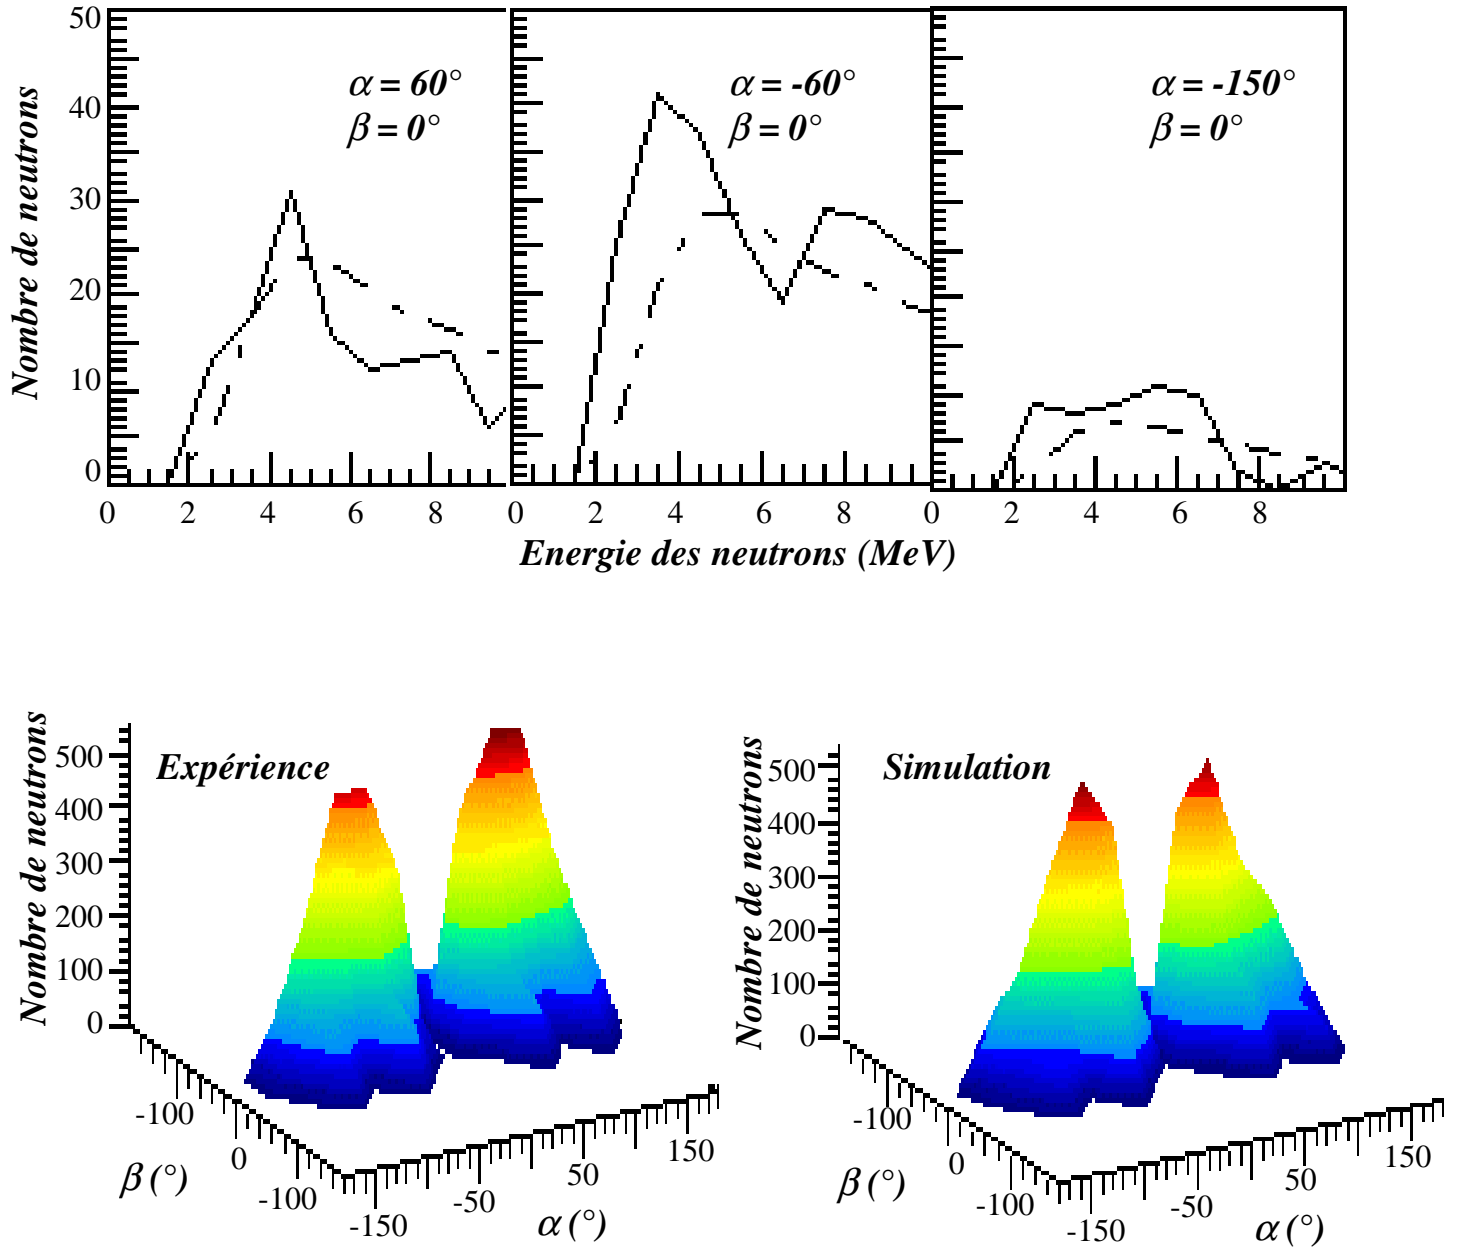 50
40
30
20
10
0
Nombre de neutrons
α = 60°
β = 0°
α = -60°
β = 0°
α = -150°
β = 0°
0 2 4 6 8
0 2 4 6 8
0 2 4 6 8
Energie des neutrons (MeV)
Expérience
Nombre de neutrons
500
400
300
200
100
0
-100
0
-100
β (°)
-150
-50
50
150
α (°)
Simulation
Nombre de neutrons
500
400
300
200
100
0
-100
0
-100
β (°)
-150
-50
50
150
α (°)